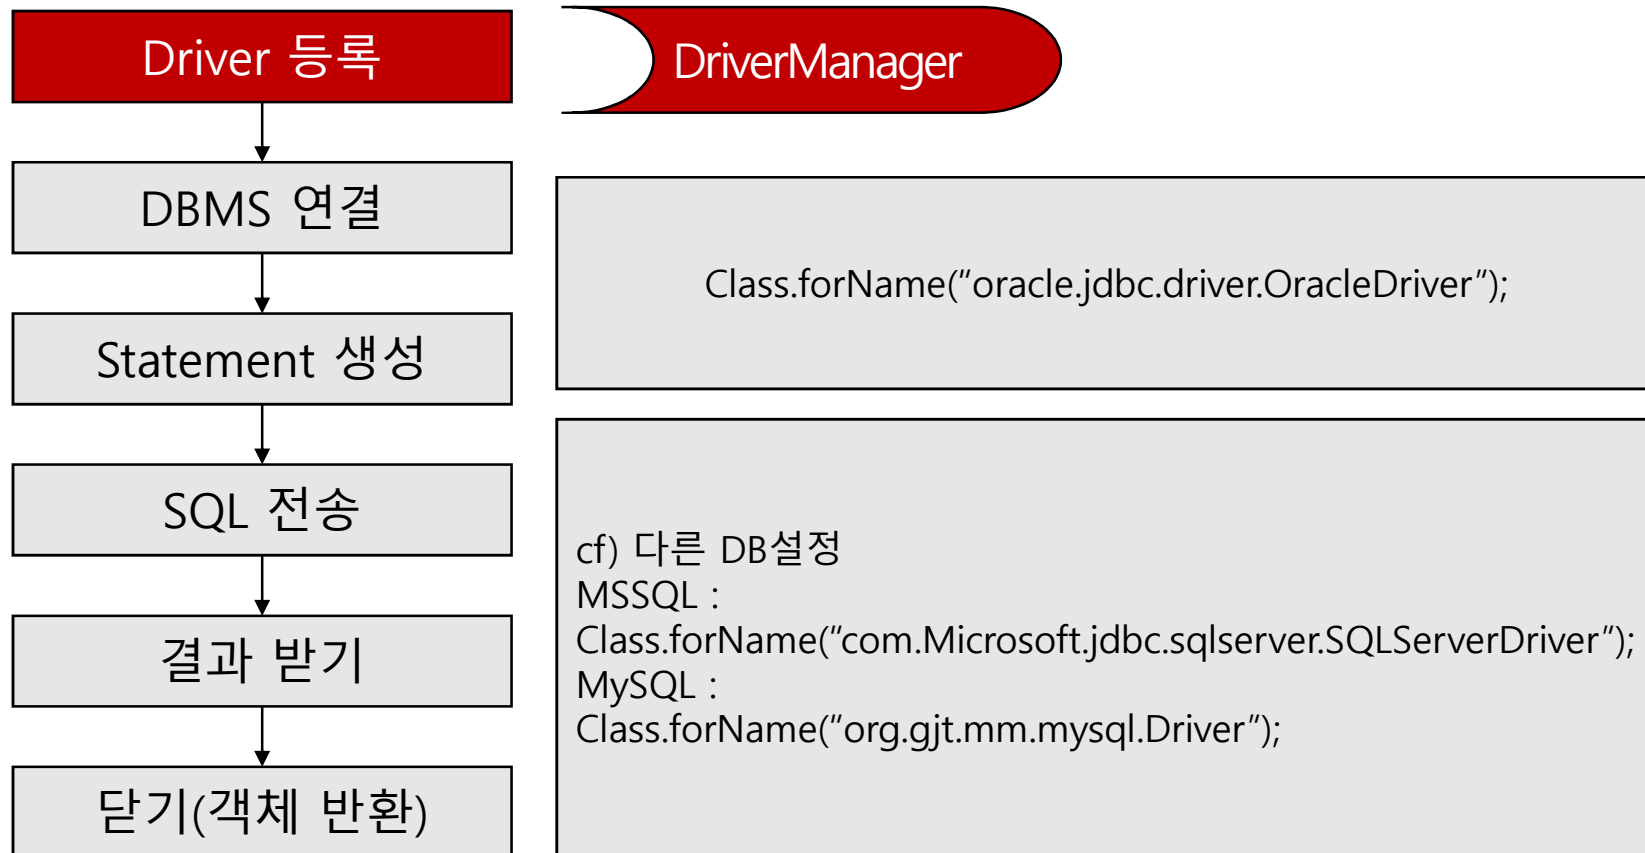 Driver 등록
DBMS 연결
Statement 생성
SQL 전송
결과 받기
닫기(객체 반환)
DriverManager
Class.forName(“oracle.jdbc.driver.OracleDriver”);
cf) 다른 DB설정
MSSQL :
Class.forName(“com.Microsoft.jdbc.sqlserver.SQLServerDriver”);
MySQL :
Class.forName(“org.gjt.mm.mysql.Driver”);